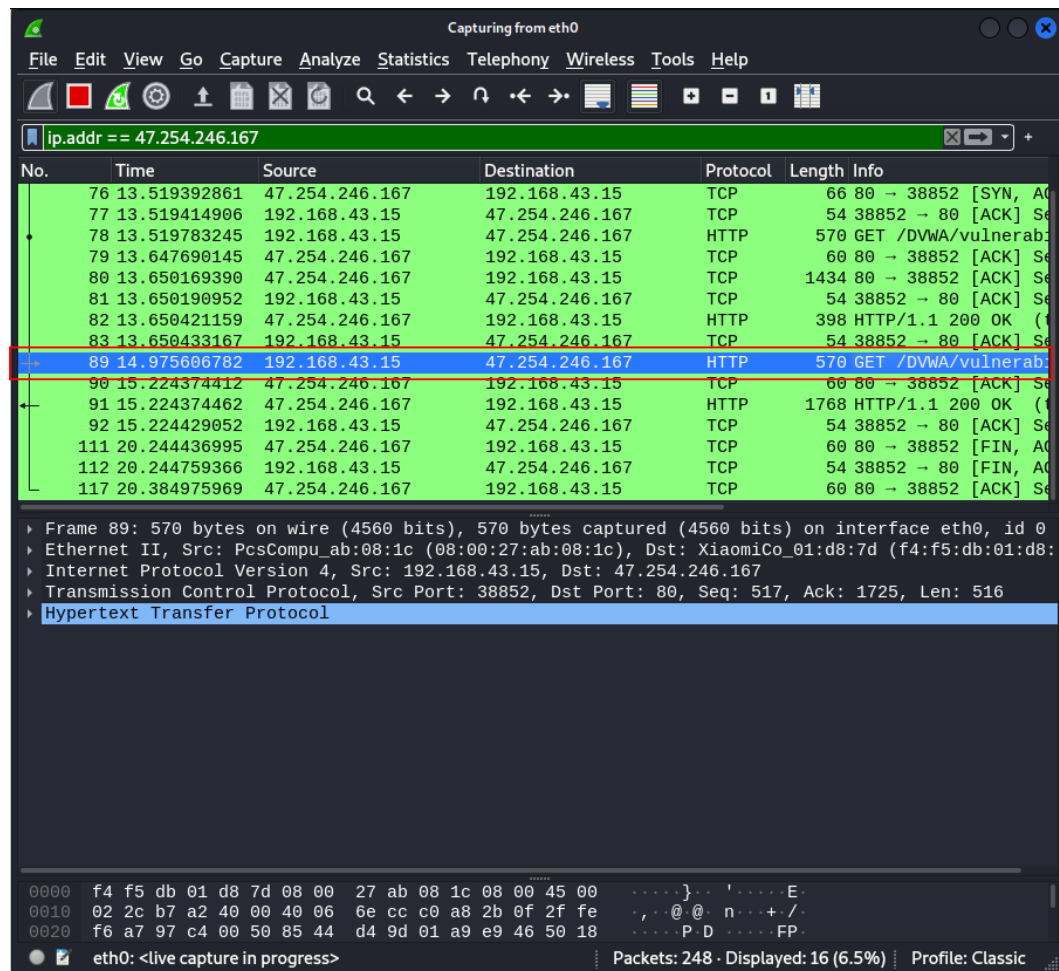 Capturing from eth0
File Edit View Go Capture Analyze Statistics Telephony Wireless Tools Help
ip.addr == 47.254.246.167
No. Time Source Destination Protocol Length Info
76 13.519392861 47.254.246.167 192.168.43.15 TCP 66 80 → 38852 [SYN, AC
77 13.519414906 192.168.43.15 47.254.246.167 TCP 54 38852 → 80 [ACK] Se
78 13.519783245 192.168.43.15 47.254.246.167 HTTP 570 GET /DVWA/vulnerabi
79 13.647690145 47.254.246.167 192.168.43.15 TCP 60 80 → 38852 [ACK] Se
80 13.650169390 47.254.246.167 192.168.43.15 TCP 1434 80 → 38852 [ACK] Se
81 13.650190952 192.168.43.15 47.254.246.167 TCP 54 38852 → 80 [ACK] Se
82 13.650421159 47.254.246.167 192.168.43.15 HTTP 398 HTTP/1.1 200 OK (t
83 13.650433167 192.168.43.15 47.254.246.167 TCP 54 38852 → 80 [ACK] Se
89 14.975606782 192.168.43.15 47.254.246.167 HTTP 570 GET /DVWA/vulnerabi
90 15.224374412 47.254.246.167 192.168.43.15 TCP 60 80 → 38852 [ACK] Se
91 15.224374462 47.254.246.167 192.168.43.15 HTTP 1768 HTTP/1.1 200 OK (t
92 15.224429052 192.168.43.15 47.254.246.167 TCP 54 38852 → 80 [ACK] Se
111 20.244436995 47.254.246.167 192.168.43.15 TCP 60 80 → 38852 [FIN, AC
112 20.244759366 192.168.43.15 47.254.246.167 TCP 54 38852 → 80 [FIN, AC
117 20.384975969 47.254.246.167 192.168.43.15 TCP 60 80 → 38852 [ACK] Se
Frame 89: 570 bytes on wire (4560 bits), 570 bytes captured (4560 bits) on interface eth0, id 0
Ethernet II, Src: PcsCompu_ab:08:1c (08:00:27:ab:08:1c), Dst: XiaomiCo_01:d8:7d (f4:f5:db:01:d8:
Internet Protocol Version 4, Src: 192.168.43.15, Dst: 47.254.246.167
Transmission Control Protocol, Src Port: 38852, Dst Port: 80, Seq: 517, Ack: 1725, Len: 516
Hypertext Transfer Protocol
0000 f4 f5 db 01 d8 7d 08 00 27 ab 08 1c 08 00 45 00 ·····}·· '·····E·
0010 02 2c b7 a2 40 00 40 06 6e cc c0 a8 2b 0f 2f fe ·,··@·@· n···+·/·
0020 f6 a7 97 c4 00 50 85 44 d4 9d 01 a9 e9 46 50 18 ·····P·D ·····FP·
eth0: <live capture in progress> Packets: 248 · Displayed: 16 (6.5%) Profile: Classic